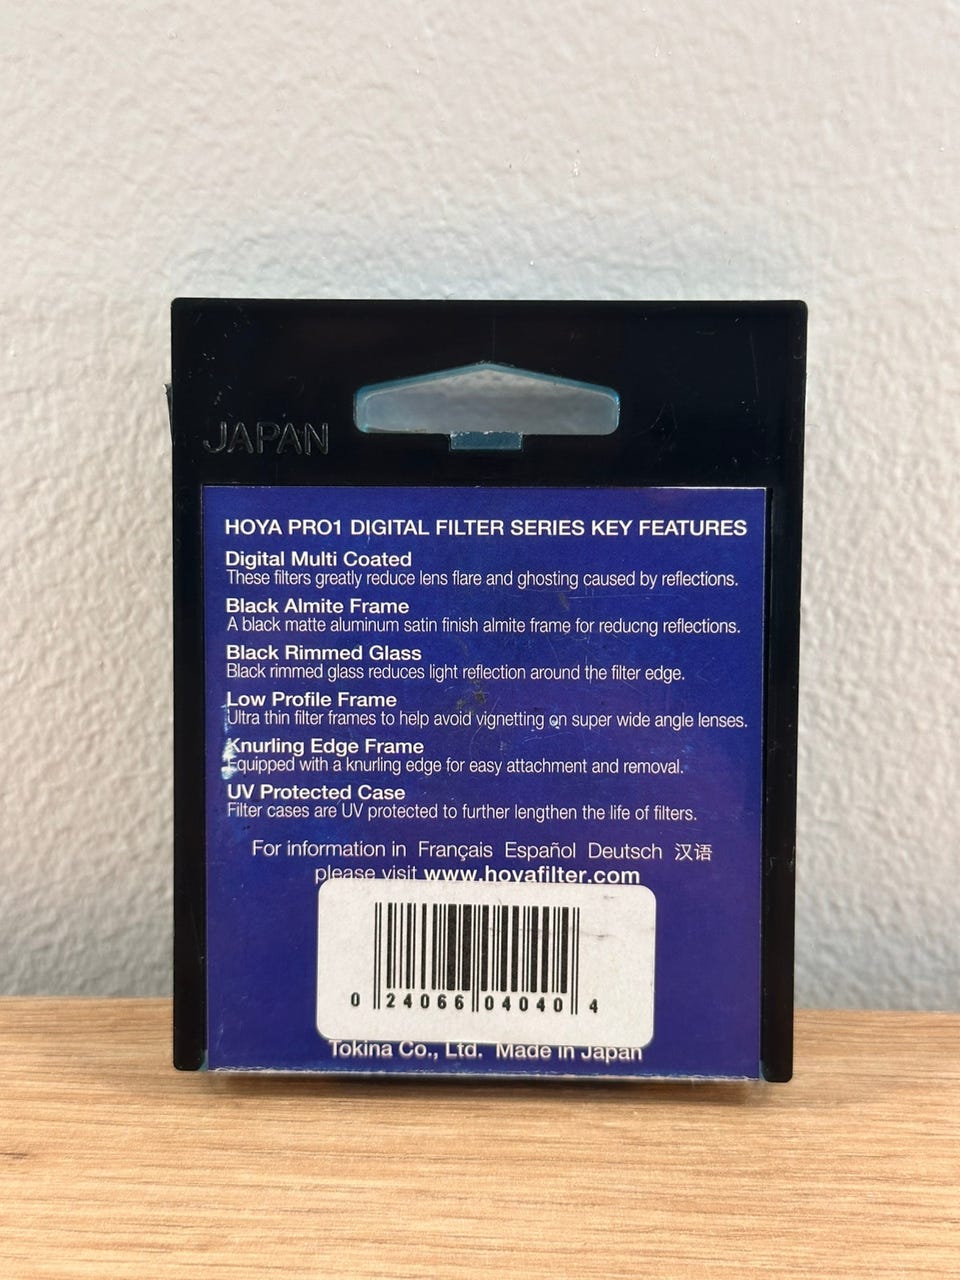 JAPAN
HOYA PRO1 DIGITAL FILTER SERIES KEY FEATURES
Digital Multi Coated
These filters greatly reduce lens flare and ghosting caused by reflections.
Black Almite Frame
A black matte aluminum satin finish almite frame for reducng reflections.
Black Rimmed Glass
Black rimmed glass reduces light reflection around the filter edge.
Low Profile Frame
Ultra thin filter frames to help avoid vignetting on super wide angle lenses.
Knurling Edge Frame
Equipped with a knurling edge for easy attachment and removal.
UV Protected Case
Filter cases are UV protected to further lengthen the life of filters.
For information in Français Español Deutsch 汉语
please visit www.hoyafilter.com
0 24066 04040 4
Tokina Co., Ltd. Made in Japan